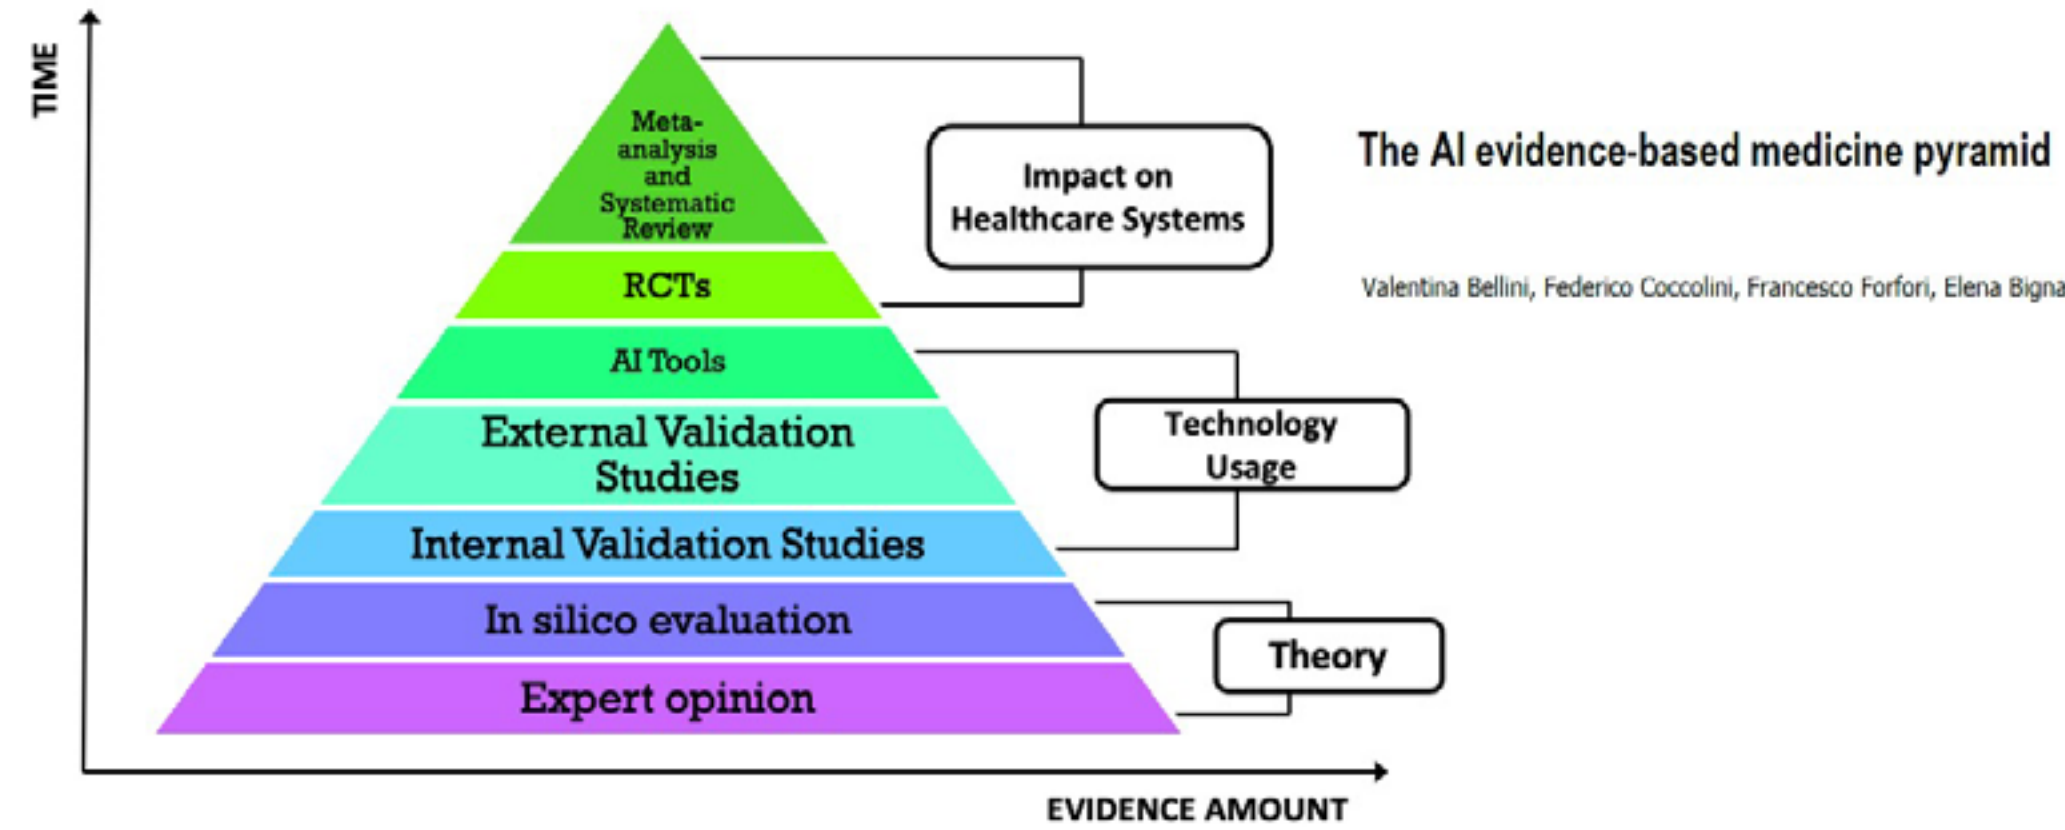 TIME
Meta-
analysis
and
Systematic
Review
RCTs
AI Tools
External Validation
Studies
Internal Validation Studies
In silico evaluation
Expert opinion
Impact on
Healthcare Systems
Technology
Usage
Theory
EVIDENCE AMOUNT
The AI evidence-based medicine pyramid
Valentina Bellini, Federico Coccolini, Francesco Forfori, Elena Bigna